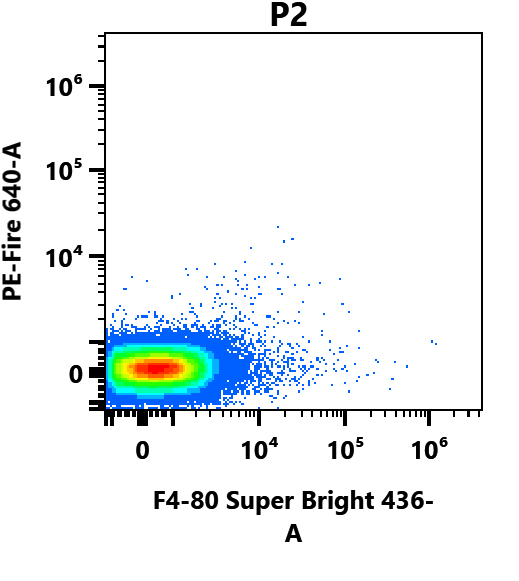 P2
PE-Fire 640-A
10⁶
10⁵
10⁴
0
0
10⁴
10⁵
10⁶
F4-80 Super Bright 436-
A